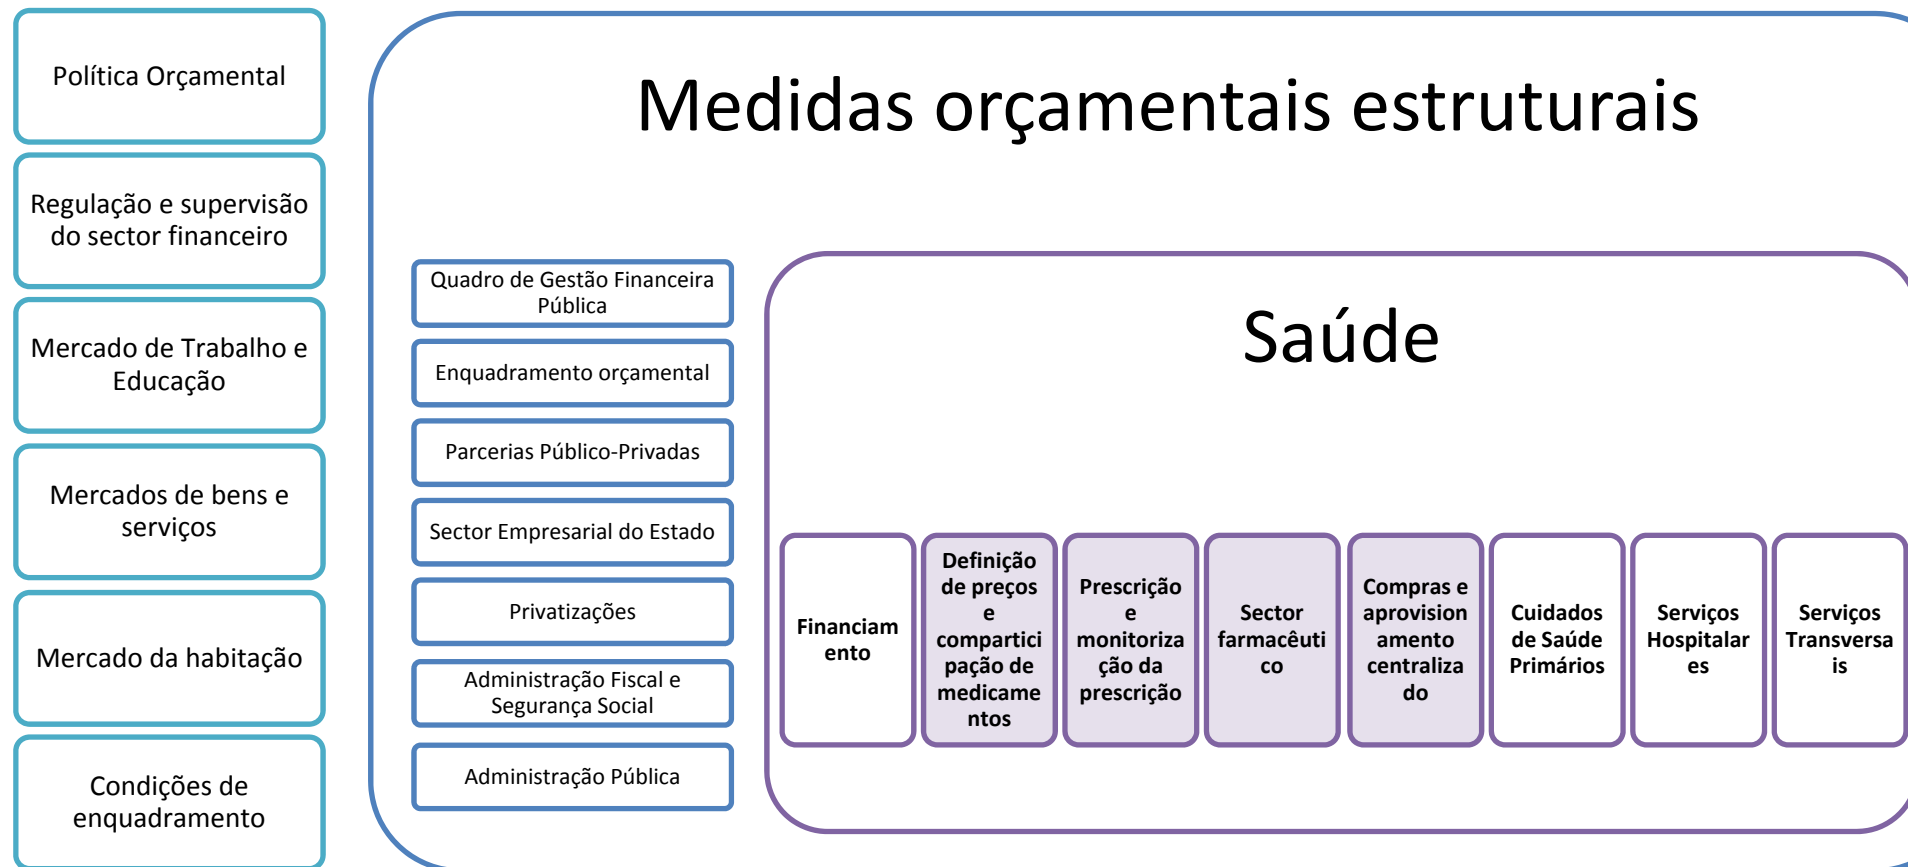 Política Orçamental
Regulação e supervisão
do sector financeiro
Mercado de Trabalho e
Educação
Mercados de bens e
serviços
Mercado da habitação
Condições de
enquadramento
Medidas orçamentais estruturais
Quadro de Gestão Financeira
Pública
Enquadramento orçamental
Parcerias Público-Privadas
Sector Empresarial do Estado
Privatizações
Administração Fiscal e
Segurança Social
Administração Pública
Saúde
Financiam
ento
Definição
de preços
e
compartici
pação de
medicame
ntos
Prescrição
e
monitoriza
ção da
prescrição
Sector
farmacêuti
co
Compras e
aprovision
amento
centraliza
do
Cuidados
de Saúde
Primários
Serviços
Hospitalar
es
Serviços
Transversa
is